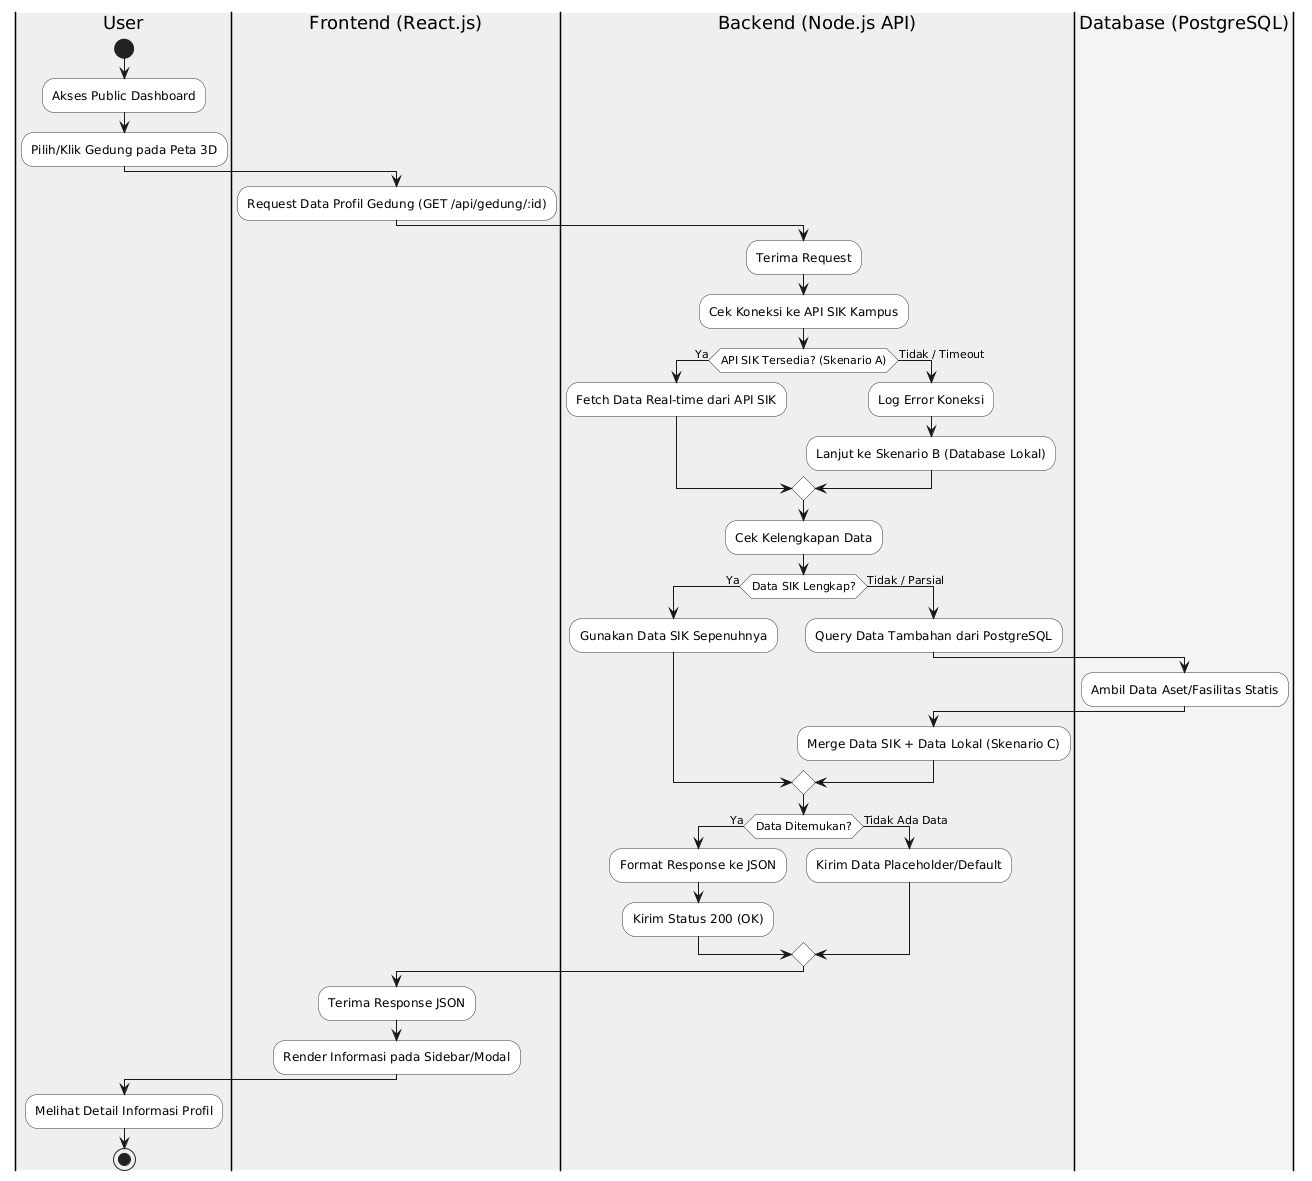 User
Frontend (React.js)
Backend (Node.js API)
Database (PostgreSQL)
Akses Public Dashboard
Pilih/Klik Gedung pada Peta 3D
Request Data Profil Gedung (GET /api/gedung/:id)
Terima Request
Cek Koneksi ke API SIK Kampus
Ya
API SIK Tersedia? (Skenario A)
Tidak / Timeout
Fetch Data Real-time dari API SIK
Log Error Koneksi
Lanjut ke Skenario B (Database Lokal)
Cek Kelengkapan Data
Ya
Data SIK Lengkap?
Tidak / Parsial
Gunakan Data SIK Sepenuhnya
Query Data Tambahan dari PostgreSQL
Ambil Data Aset/Fasilitas Statis
Merge Data SIK + Data Lokal (Skenario C)
Ya
Data Ditemukan?
Tidak Ada Data
Format Response ke JSON
Kirim Data Placeholder/Default
Kirim Status 200 (OK)
Terima Response JSON
Render Informasi pada Sidebar/Modal
Melihat Detail Informasi Profil